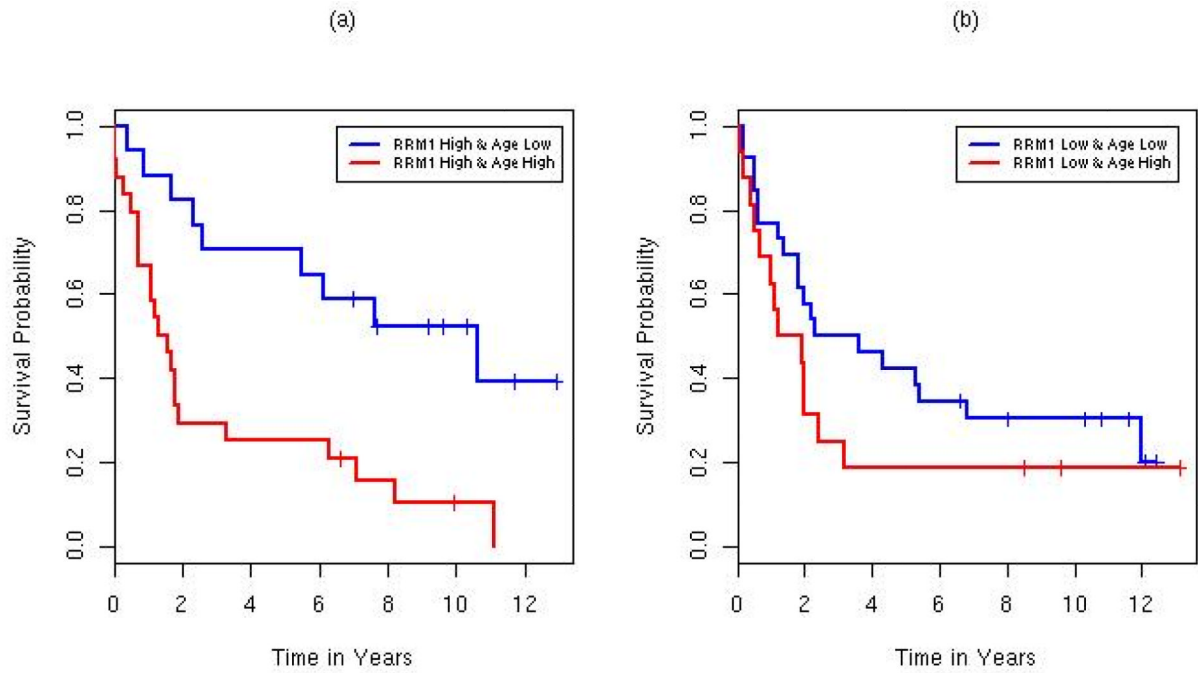 (a)
RRM1 High & Age Low
RRM1 High & Age High
Survival Probability
0.0 0.2 0.4 0.6 0.8 1.0
0 2 4 6 8 10 12
Time in Years
(b)
RRM1 Low & Age Low
RRM1 Low & Age High
Survival Probability
0.0 0.2 0.4 0.6 0.8 1.0
0 2 4 6 8 10 12
Time in Years